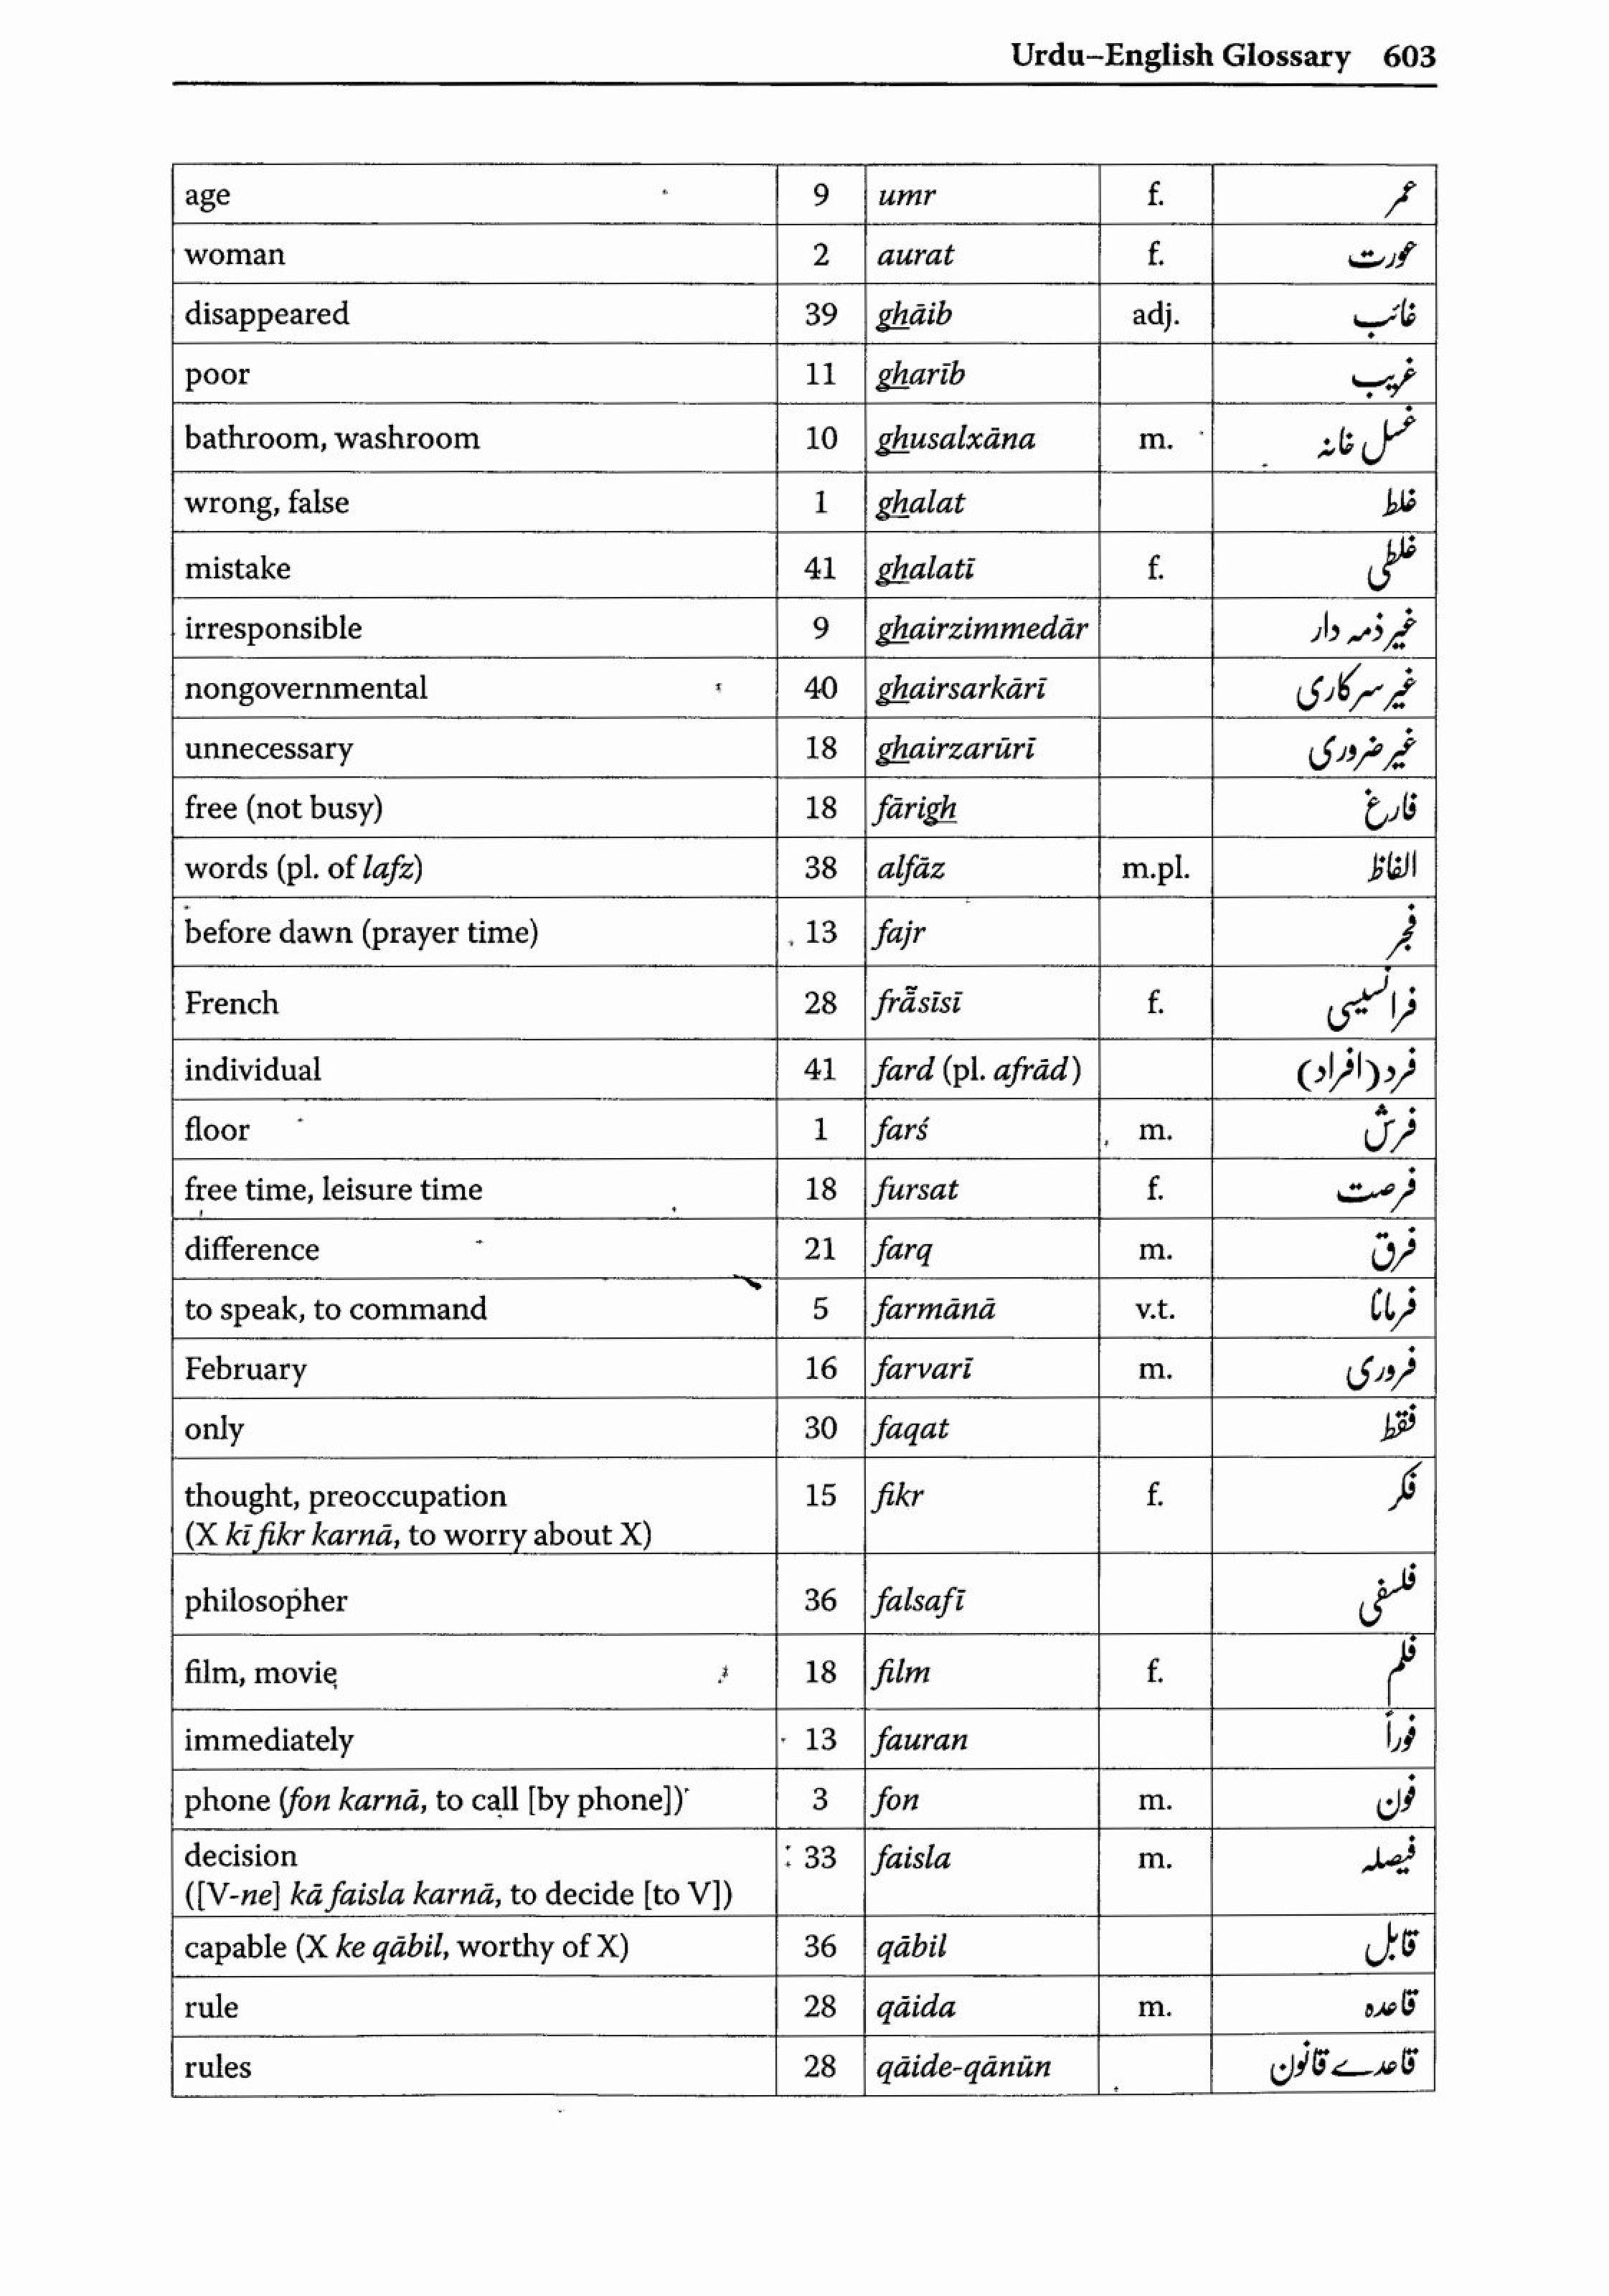 Urdu–English Glossary 603
age 9 umr f. عمر
woman 2 aurat f. عورت
disappeared 39 ghāib adj. غائب
poor 11 gharīb غریب
bathroom, washroom 10 ghusalxāna m. غسل خانہ
wrong, false 1 ghalat غلط
mistake 41 ghalatī f. غلطی
irresponsible 9 ghairzimmedār غیر ذمہ دار
nongovernmental 40 ghairsarkārī غیر سرکاری
unnecessary 18 ghairzarūrī غیر ضروری
free (not busy) 18 fārigh فارغ
words (pl. of lafz) 38 alfāz m.pl. الفاظ
before dawn (prayer time) 13 fajr فجر
French 28 frā̃sīsī f. فرانسیسی
individual 41 fard (pl. afrād) فرد (افراد)
floor 1 farś m. فرش
free time, leisure time 18 fursat f. فرصت
difference 21 farq m. فرق
to speak, to command 5 farmānā v.t. فرمانا
February 16 farvarī m. فروری
only 30 faqat فقط
thought, preoccupation 15 fikr f. فکر
(X kī fikr karnā, to worry about X)
philosopher 36 falsafī فلسفی
film, movie 18 film f. فلم
immediately 13 fauran فوراً
phone (fon karnā, to call [by phone]) 3 fon m. فون
decision 33 faisla m. فیصلہ
([V-ne] kā faisla karnā, to decide [to V])
capable (X ke qābil, worthy of X) 36 qābil قابل
rule 28 qāida m. قاعدہ
rules 28 qāide-qānūn قاعدے قانون